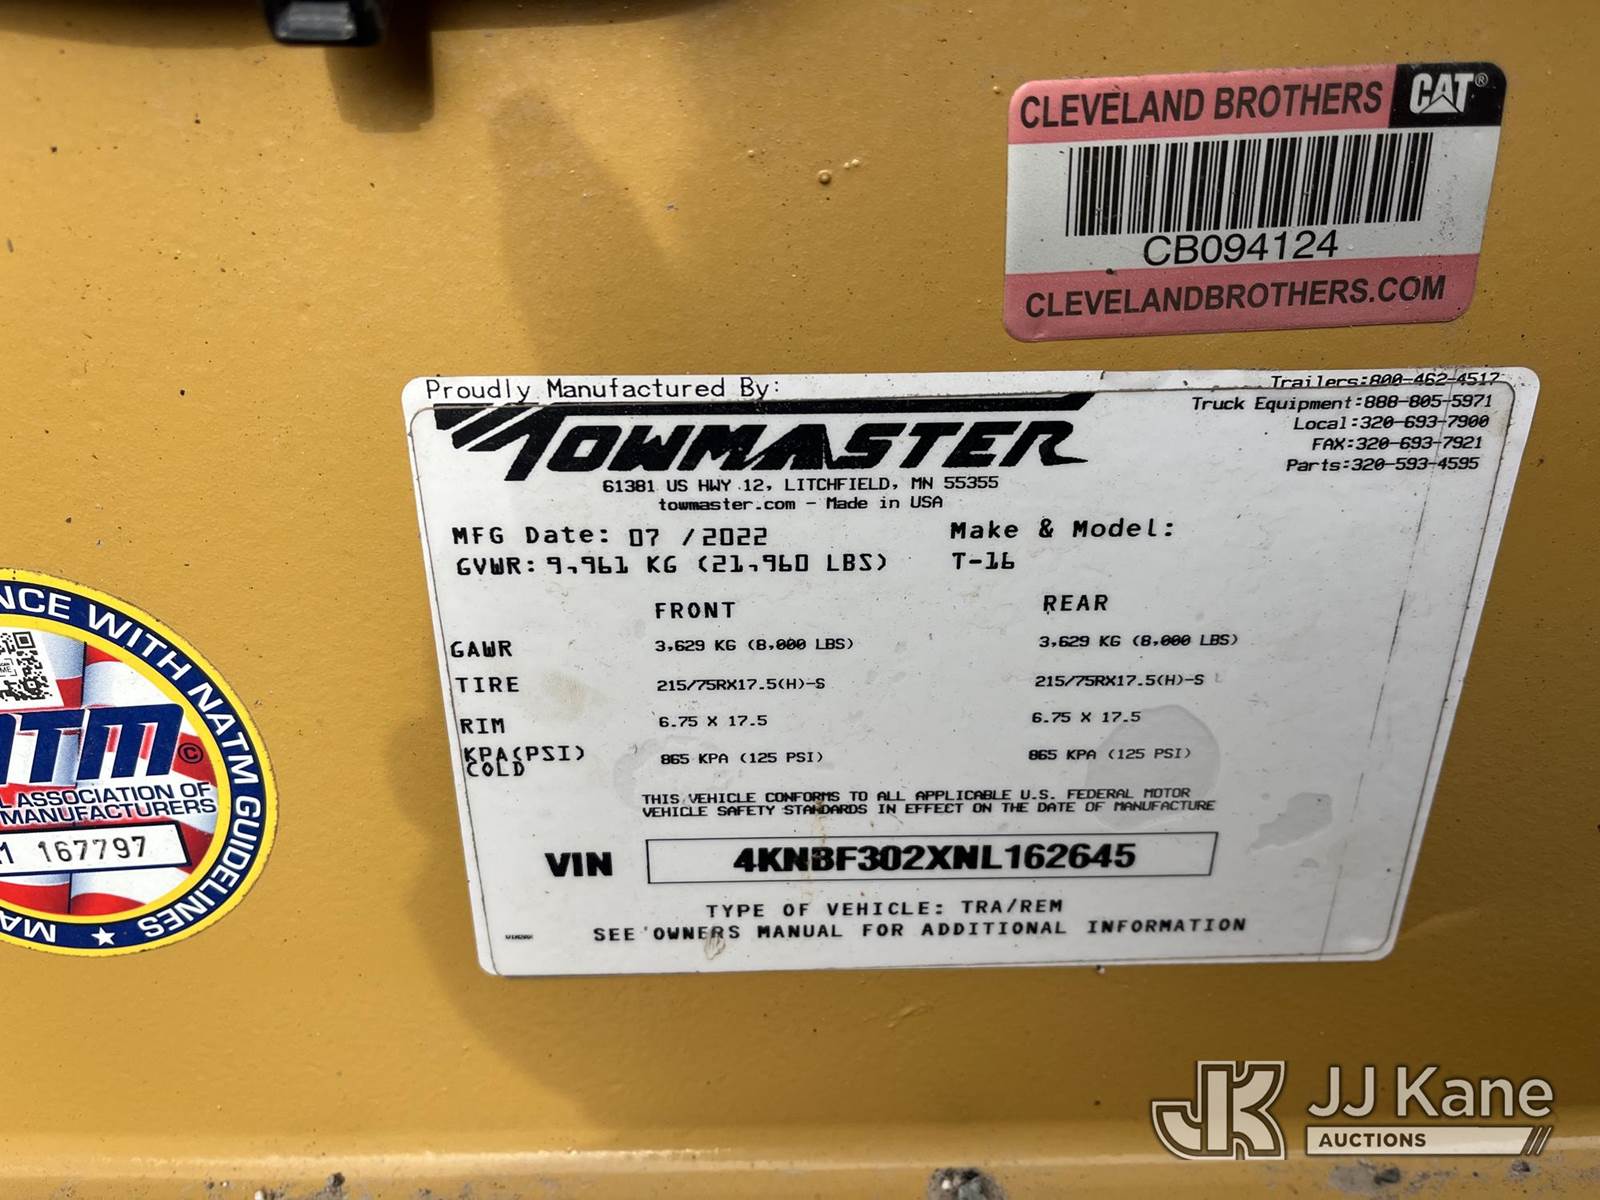 CLEVELAND BROTHERS CAT®
CB094124
CLEVELANDBROTHERS.COM
Proudly Manufactured By:
TOWMASTER
61381 US HWY 12, LITCHFIELD, MN 55355
towmaster.com - Made in USA
Trailers:800-462-4517
Truck Equipment:888-805-5971
Local:320-693-7900
FAX:320-693-7921
Parts:320-593-4595
MFG Date: 07 /2022 Make & Model:
GVWR: 9,961 KG (21,960 LBS) T-16
FRONT REAR
GAWR 3,629 KG (8,000 LBS) 3,629 KG (8,000 LBS)
TIRE 215/75RX17.5(H)-S 215/75RX17.5(H)-S
RIM 6.75 X 17.5 6.75 X 17.5
KPA(PSI) 865 KPA (125 PSI) 865 KPA (125 PSI)
COLD
THIS VEHICLE CONFORMS TO ALL APPLICABLE U.S. FEDERAL MOTOR
VEHICLE SAFETY STANDARDS IN EFFECT ON THE DATE OF MANUFACTURE
VIN 4KNBF302XNL162645
TYPE OF VEHICLE: TRA/REM
SEE OWNERS MANUAL FOR ADDITIONAL INFORMATION
NCE WITH NATM GUIDELINES ★ MA
ATM ©
L ASSOCIATION OF
MANUFACTURERS
M 167797
JK JJ Kane
AUCTIONS